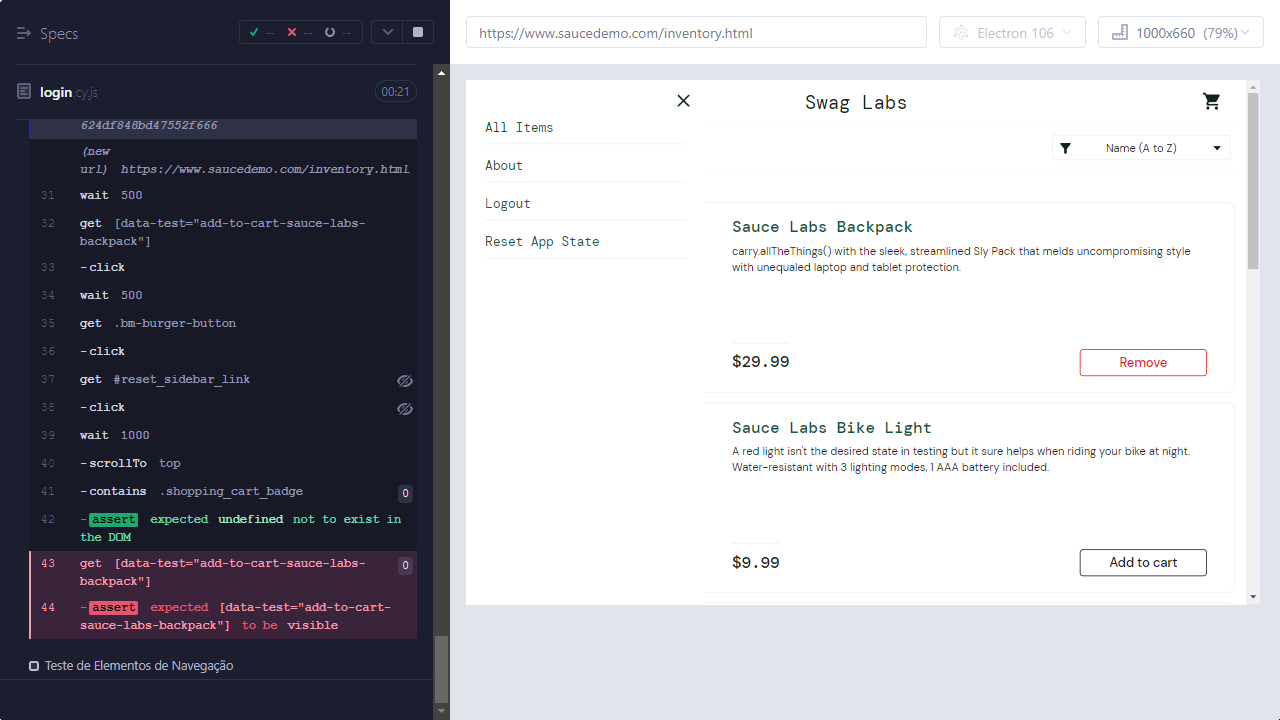 Specs
--
--
--
login.cy.js
00:21
624df848bd47552f666
(new
url) https://www.saucedemo.com/inventory.html
31 wait 500
32 get [data-test="add-to-cart-sauce-labs-
backpack"]
33 -click
34 wait 500
35 get .bm-burger-button
36 -click
37 get #reset_sidebar_link
38 -click
39 wait 1000
40 -scrollTo top
41 -contains .shopping_cart_badge 0
42 -assert expected undefined not to exist in
the DOM
43 get [data-test="add-to-cart-sauce-labs- 0
backpack"]
44 -assert expected [data-test="add-to-cart-
sauce-labs-backpack"] to be visible
Teste de Elementos de Navegação
https://www.saucedemo.com/inventory.html
Electron 106
1000x660 (79%)
All Items
About
Logout
Reset App State
Swag Labs
Name (A to Z)
Sauce Labs Backpack
carry.allTheThings() with the sleek, streamlined Sly Pack that melds uncompromising style
with unequaled laptop and tablet protection.
$29.99
Remove
Sauce Labs Bike Light
A red light isn't the desired state in testing but it sure helps when riding your bike at night.
Water-resistant with 3 lighting modes, 1 AAA battery included.
$9.99
Add to cart